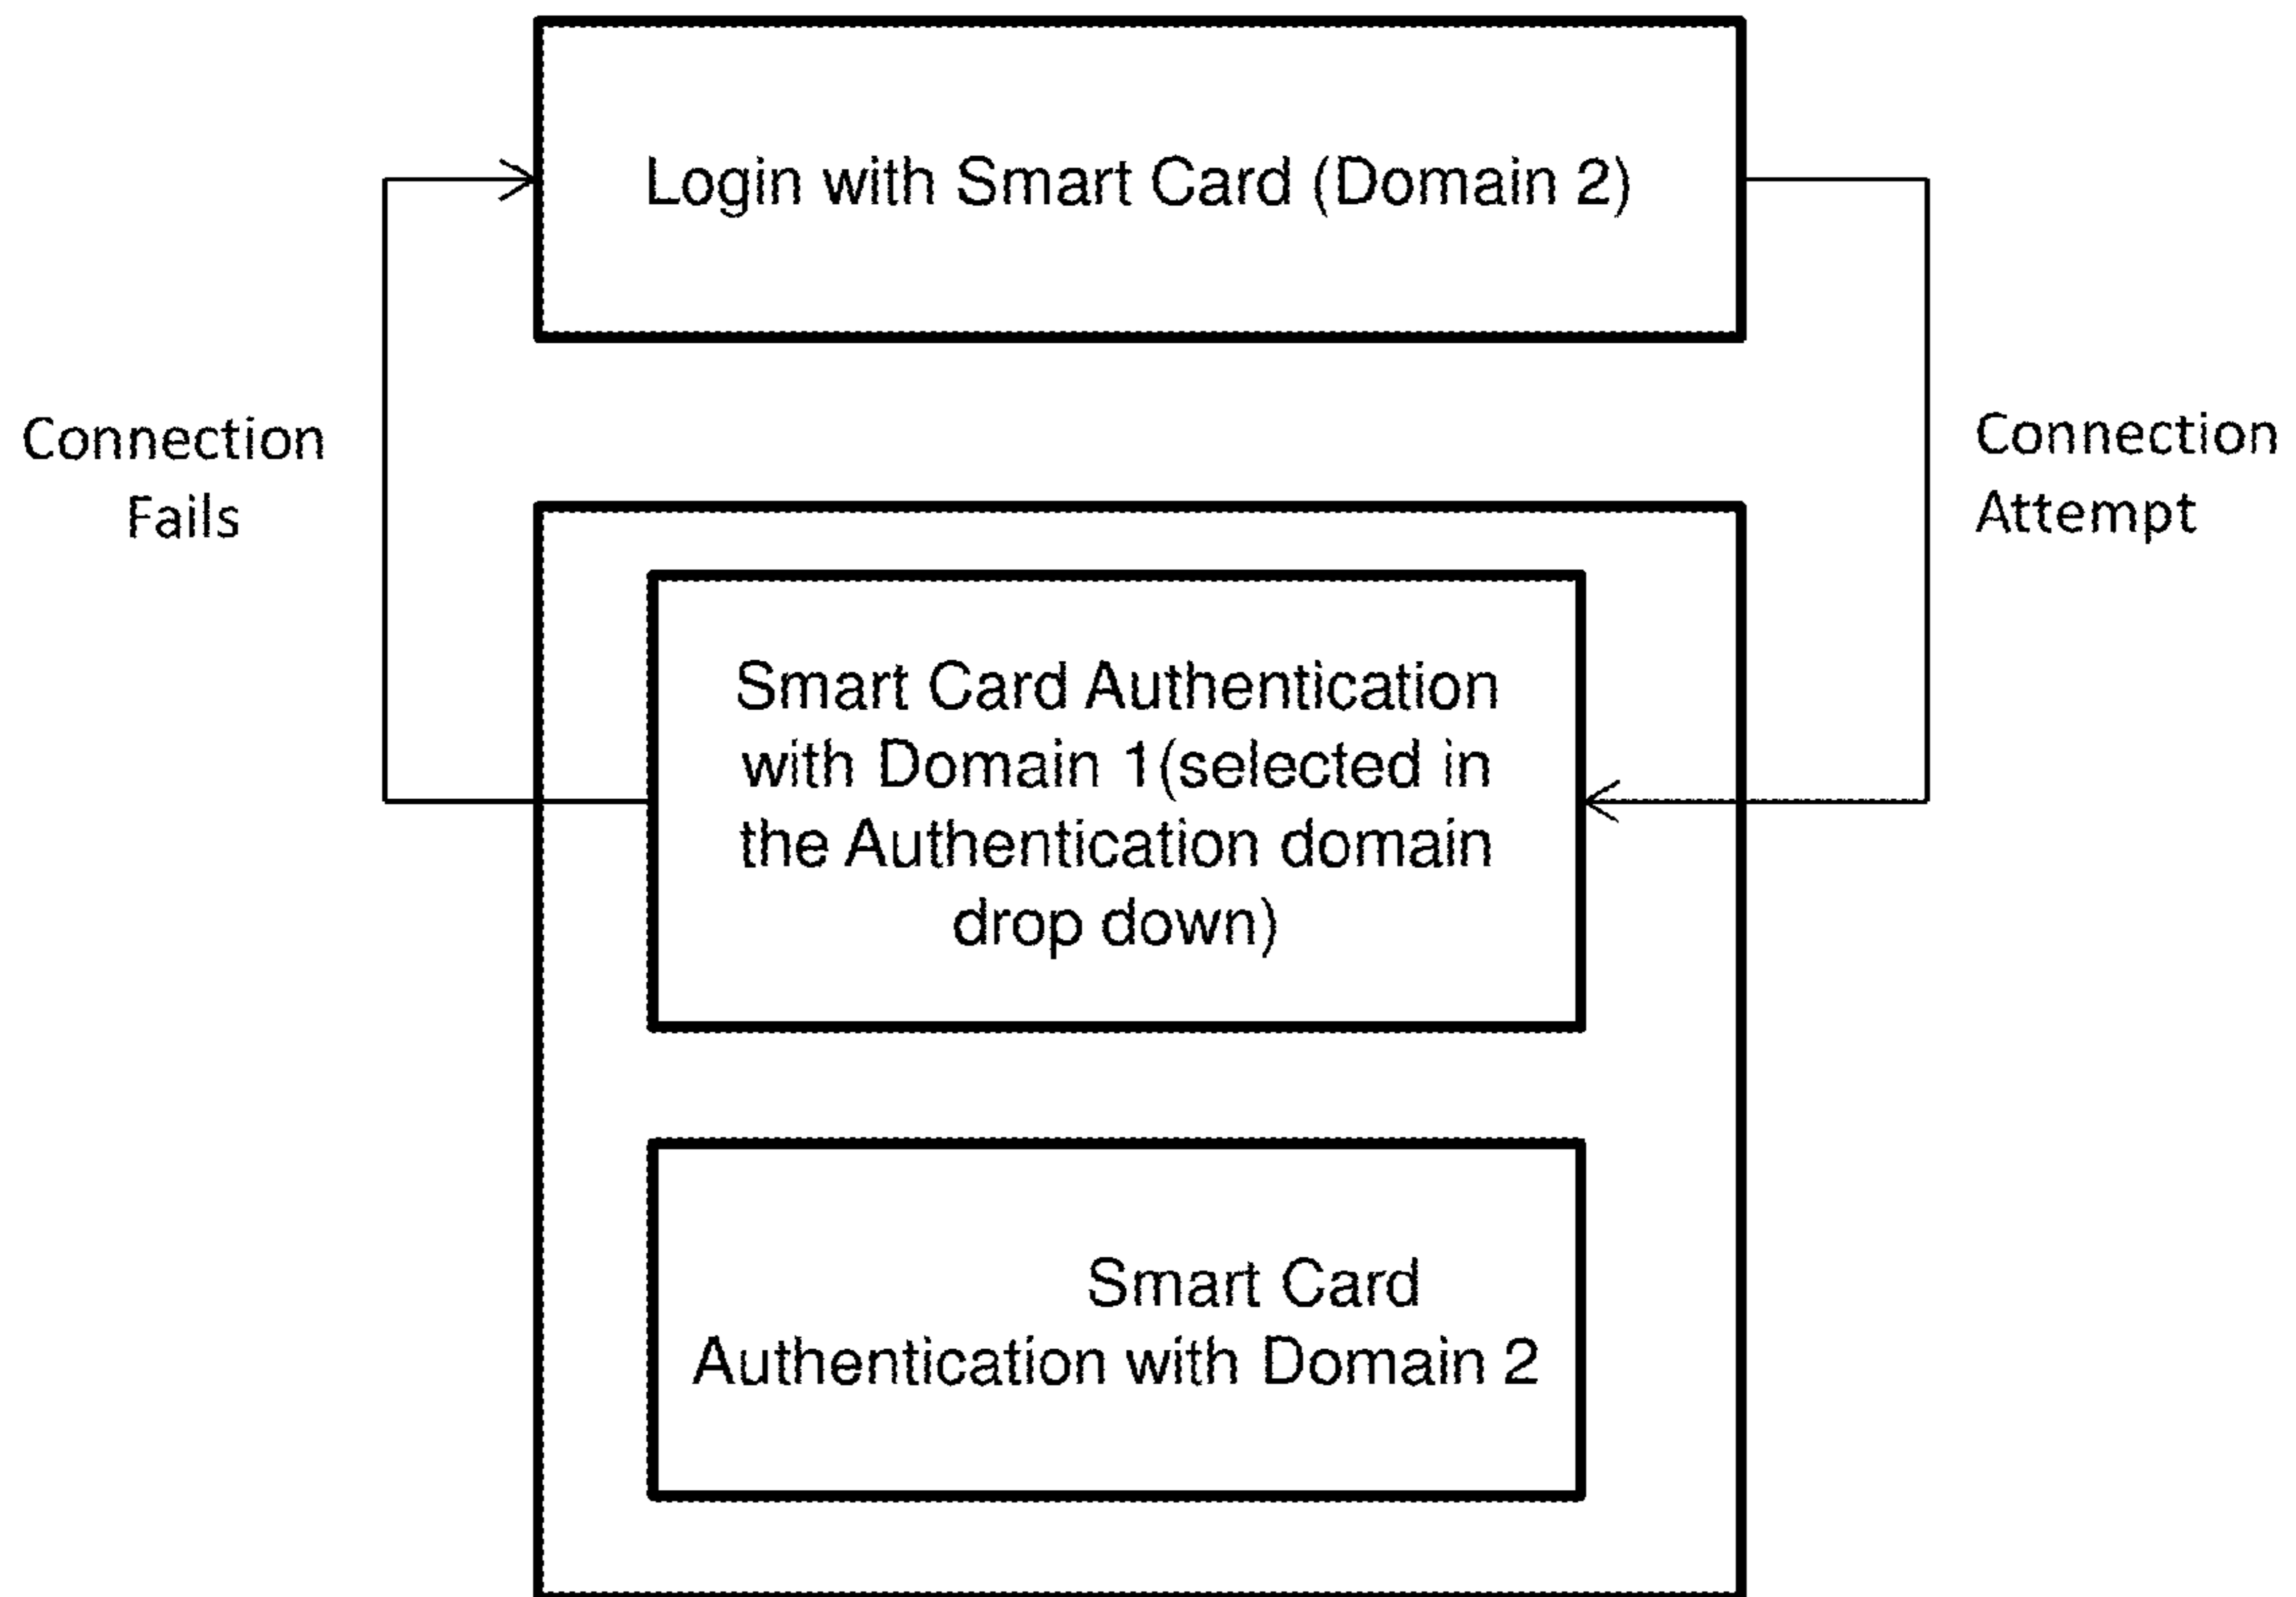 Login with Smart Card (Domain 2)
Connection
Fails
Connection
Attempt
Smart Card Authentication
with Domain 1(selected in
the Authentication domain
drop down)
Smart Card
Authentication with Domain 2